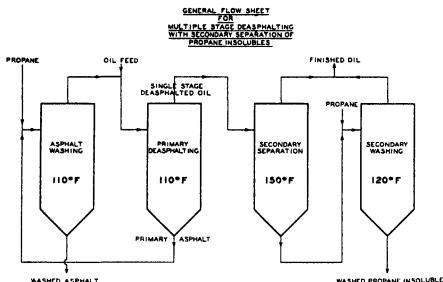 GENERAL FLOW SHEET
FOR
MULTIPLE STAGE DEASPHALTING
WITH SECONDARY SEPARATION OF
PROPANE INSOLUBLES
PROPANE
OIL FEED
FINISHED OIL
SINGLE STAGE
DEASPHALTED OIL
PROPANE
ASPHALT
WASHING
110°F
PRIMARY
DEASPHALTING
110°F
SECONDARY
SEPARATION
150°F
SECONDARY
WASHING
120°F
PRIMARY ASPHALT
WASHED ASPHALT
WASHED PROPANE INSOLUBLE